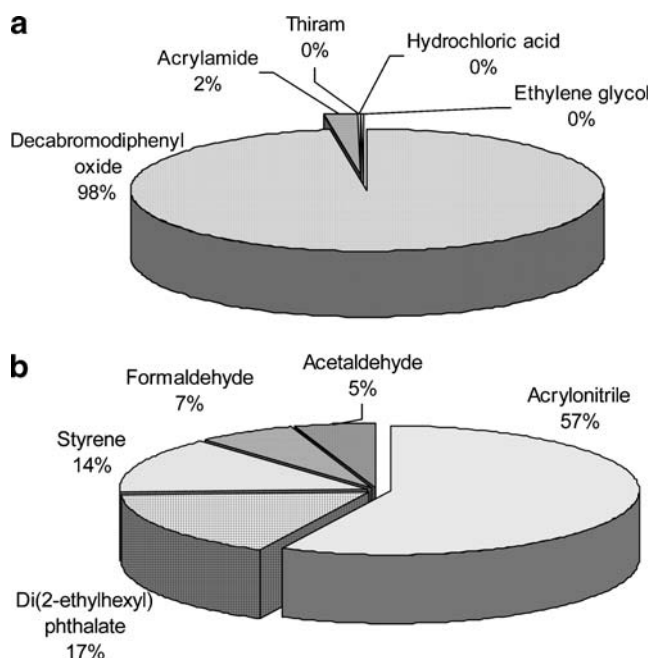 a
Thiram
0%
Hydrochloric acid
0%
Acrylamide
2%
Ethylene glycol
0%
Decabromodiphenyl
oxide
98%
b
Acetaldehyde
5%
Formaldehyde
7%
Acrylonitrile
57%
Styrene
14%
Di(2-ethylhexyl)
phthalate
17%